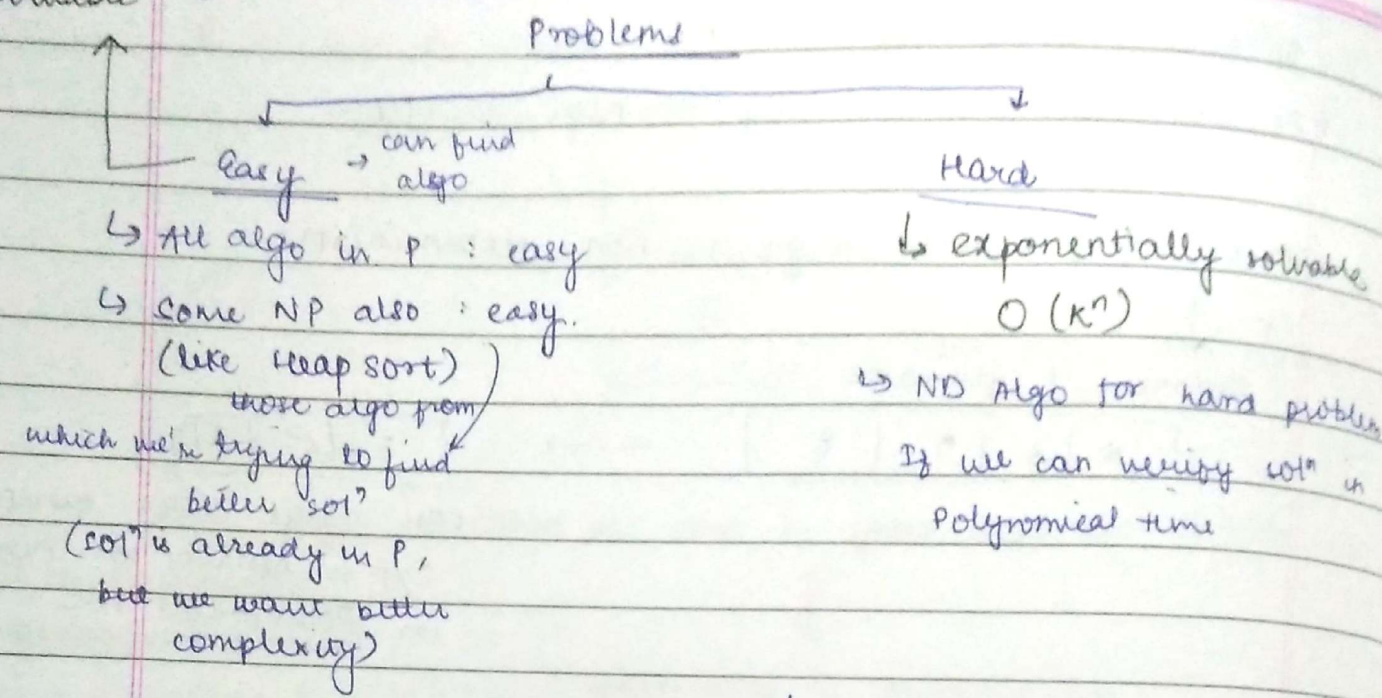 Problems
Easy → can find
algo
↳ All algo in P : easy
↳ Some NP also : easy.
(like Heap sort)
those algo from
which we're trying to find
better solⁿ
(solⁿ is already in P,
but we want better
complexity)
Hard
↳ exponentially solvable
O (Kⁿ)
↳ ND Algo for hard problem
If we can verify solⁿ in
Polynomical time